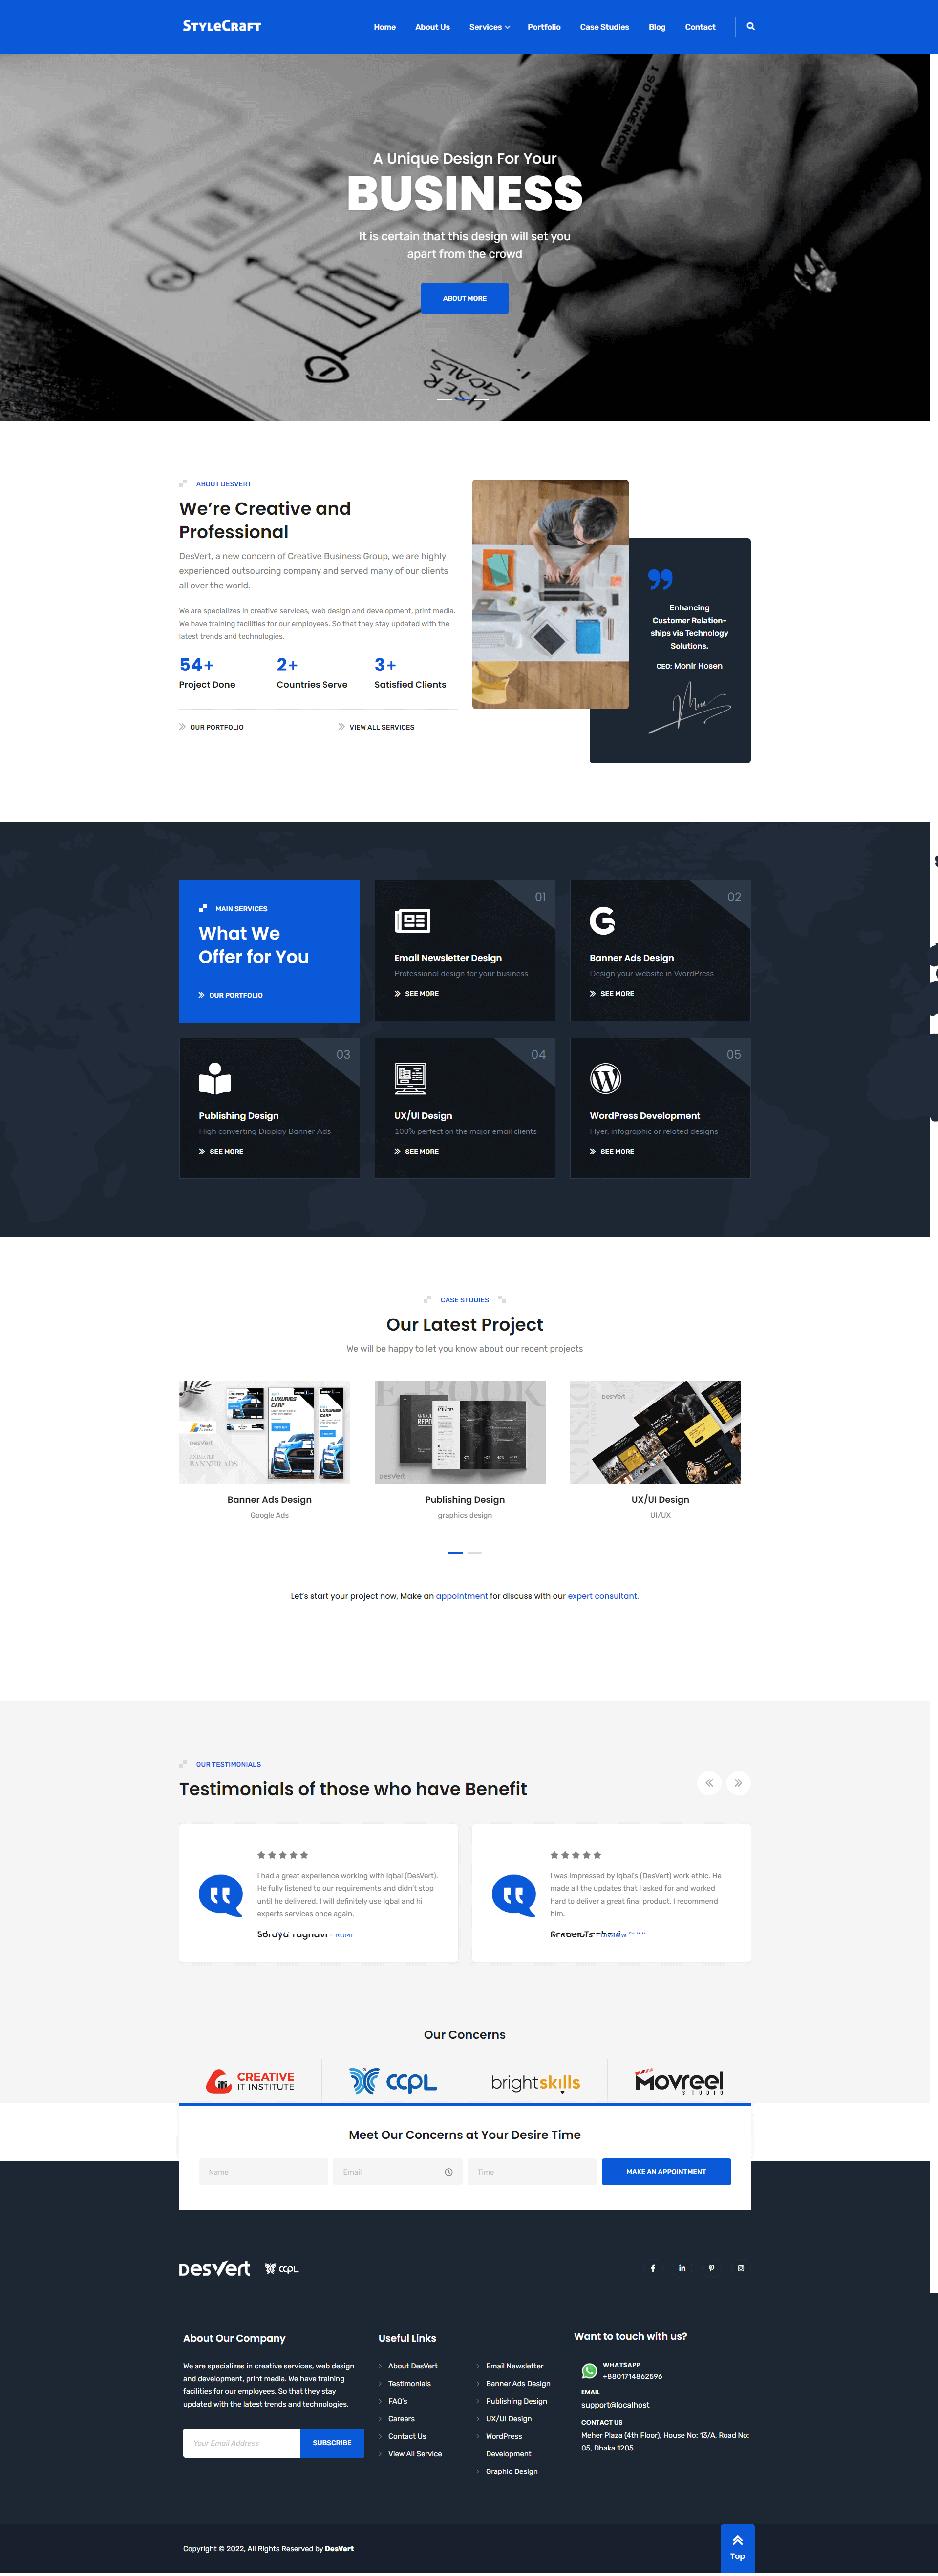 StyleCraft
Home About Us Services Portfolio Case Studies Blog Contact
A Unique Design For Your
BUSINESS
It is certain that this design will set you
apart from the crowd
ABOUT MORE
USER
GOALS
ABOUT DESVERT
We're Creative and
Professional
DesVert, a new concern of Creative Business Group, we are highly
experienced outsourcing company and served many of our clients
all over the world.
We are specializes in creative services, web design and development, print media.
We have training facilities for our employees. So that they stay updated with the
latest trends and technologies.
54+ 2+ 3+
Project Done Countries Serve Satisfied Clients
OUR PORTFOLIO VIEW ALL SERVICES
Enhancing
Customer Relation-
ships via Technology
Solutions.
CEO: Monir Hosen
MAIN SERVICES
What We
Offer for You
OUR PORTFOLIO
01
Email Newsletter Design
Professional design for your business
SEE MORE
02
Banner Ads Design
Design your website in WordPress
SEE MORE
03
Publishing Design
High converting Diaplay Banner Ads
SEE MORE
04
UX/UI Design
100% perfect on the major email clients
SEE MORE
05
WordPress Development
Flyer, infographic or related designs
SEE MORE
CASE STUDIES
Our Latest Project
We will be happy to let you know about our recent projects
LUXURIES
CARF
DESVERT
BANNER ADS
Banner Ads Design
Google Ads
DESVERT
Publishing Design
graphics design
DESVERT
UX/UI Design
UI/UX
Let's start your project now, Make an appointment for discuss with our expert consultant.
OUR TESTIMONIALS
Testimonials of those who have Benefit
I had a great experience working with Iqbal (DesVert).
He fully listened to our requirements and didn't stop
until he delivered. I will definitely use Iqbal and hi
experts services once again.
Soraya Taghavi - RUMI
I was impressed by Iqbal's (DesVert) work ethic. He
made all the updates that I asked for and worked
hard to deliver a great final product. I recommend
him.
Our Concerns
CREATIVE
IT INSTITUTE
CCPL
brightskills
Movreel
STUDIO
Meet Our Concerns at Your Desire Time
Name Email Time MAKE AN APPOINTMENT
DESVERT CCPL
About Our Company
We are specializes in creative services, web design
and development, print media. We have training
facilities for our employees. So that they stay
updated with the latest trends and technologies.
Your Email Address SUBSCRIBE
Useful Links
About DesVert
Testimonials
FAQ's
Careers
Contact Us
View All Service
Email Newsletter
Banner Ads Design
Publishing Design
UX/UI Design
WordPress
Development
Graphic Design
Want to touch with us?
WHATSAPP
+8801714862596
EMAIL
support@localhost
CONTACT US
Meher Plaza (4th Floor), House No: 13/A, Road No:
05, Dhaka 1205
Copyright © 2022, All Rights Reserved by DesVert
Top